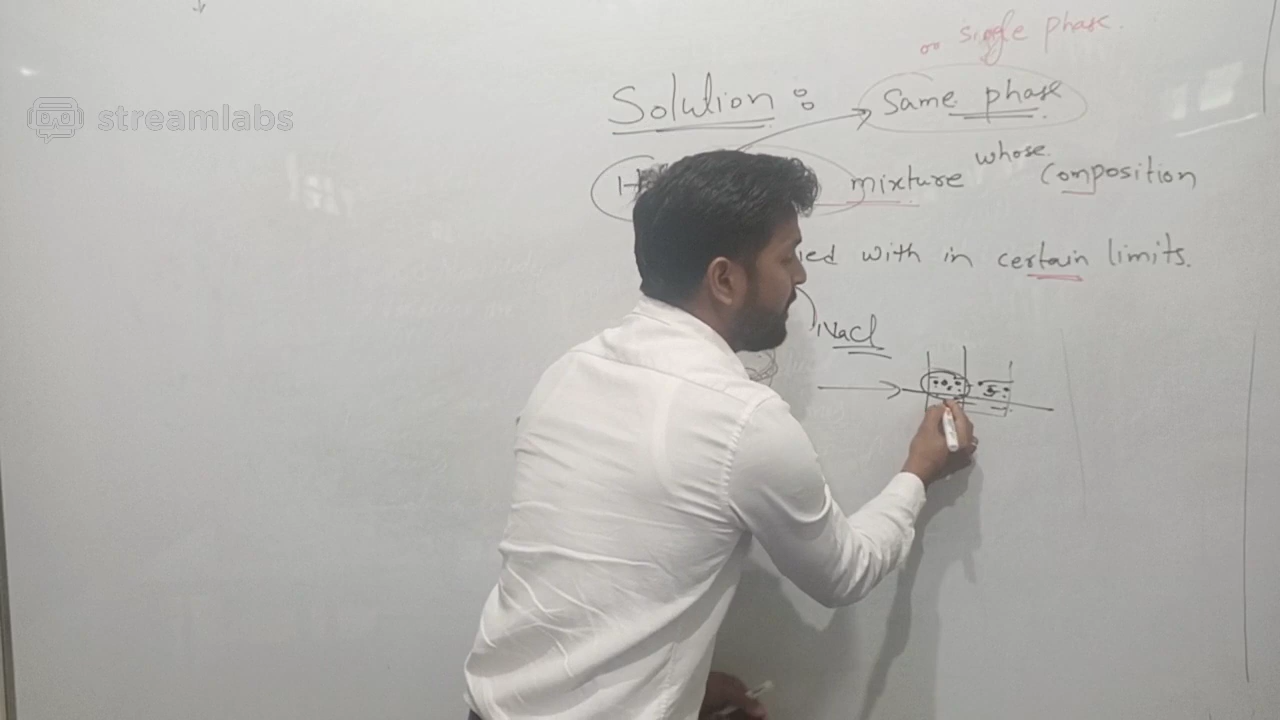 streamlabs
or single phase.
Solution :
Same phase
mixture whose composition
ied with in certain limits.
NaCl